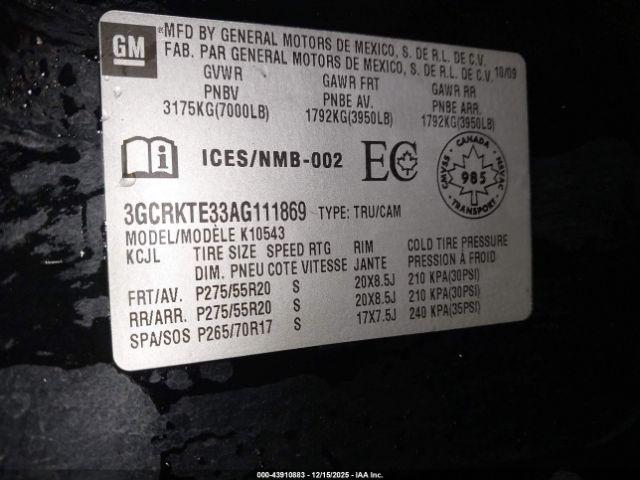 GM
MFD BY GENERAL MOTORS DE MEXICO, S. DE R.L. DE C.V.
FAB. PAR GENERAL MOTORS DE MEXICO, S. DE R.L. DE C.V. 10/09
GVWR GAWR FRT GAWR RR
PNBV PNBE AV. PNBE ARR.
3175KG(7000LB) 1792KG(3950LB) 1792KG(3950LB)
i ICES/NMB-002 EC
CANADA
CMVSS NSVAC
985
TRANSPORT
3GCRKTE33AG111869 TYPE: TRU/CAM
MODEL/MODÈLE K10543
KCJL TIRE SIZE SPEED RTG RIM COLD TIRE PRESSURE
DIM. PNEU COTE VITESSE JANTE PRESSION À FROID
FRT/AV. P275/55R20 S 20X8.5J 210 KPA(30PSI)
RR/ARR. P275/55R20 S 20X8.5J 210 KPA(30PSI)
SPA/SOS P265/70R17 S 17X7.5J 240 KPA(35PSI)
000-43910883 - 12/15/2025 - IAA Inc.